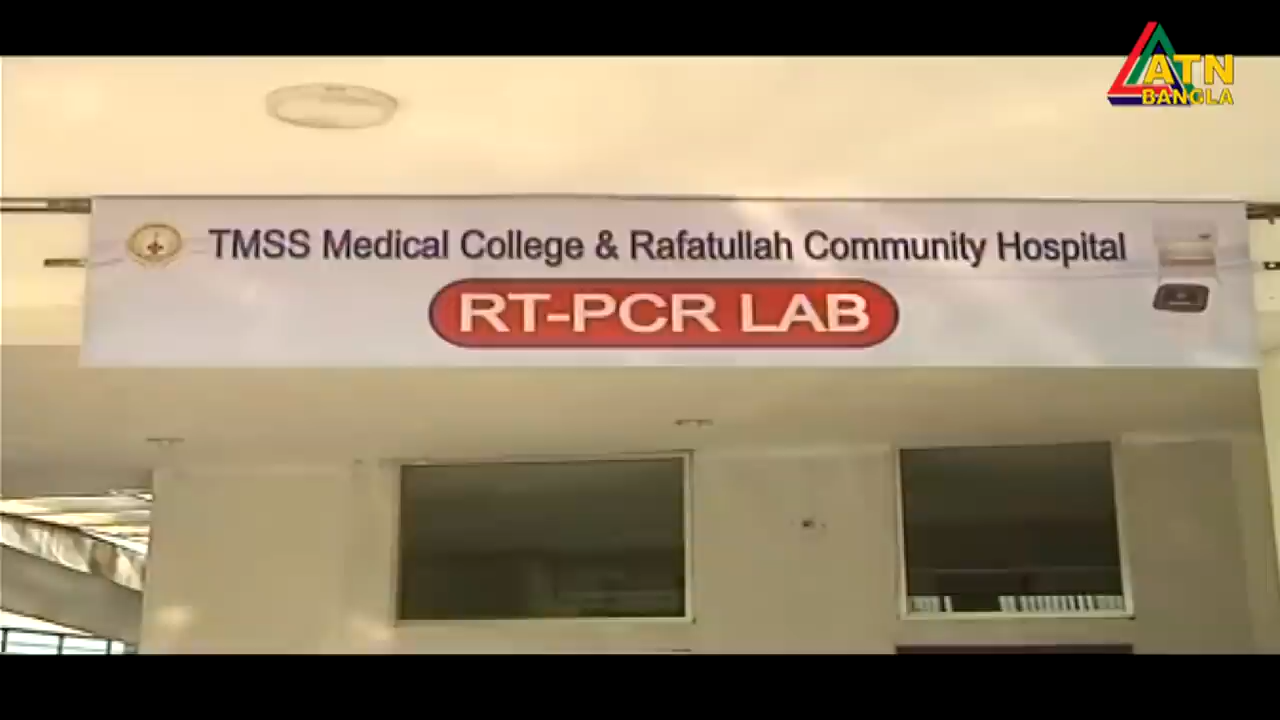 ATN
BANGLA
TMSS Medical College & Rafatullah Community Hospital
RT-PCR LAB